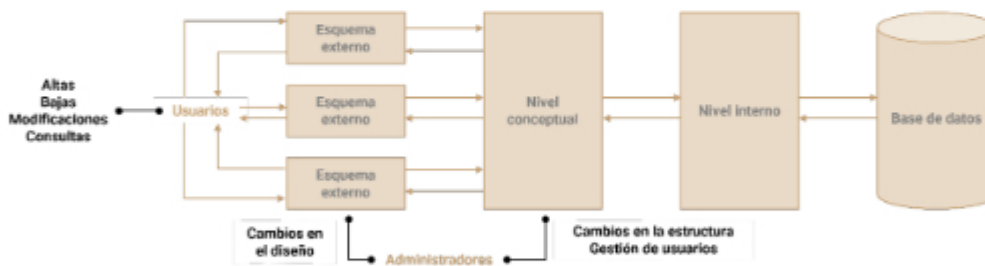 Altas
Bajas
Modificaciones
Consultas
Usuarios
Esquema
externo
Esquema
externo
Esquema
externo
Nivel
conceptual
Nivel interno
Base de datos
Cambios en
el diseño
Administradores
Cambios en la estructura
Gestión de usuarios